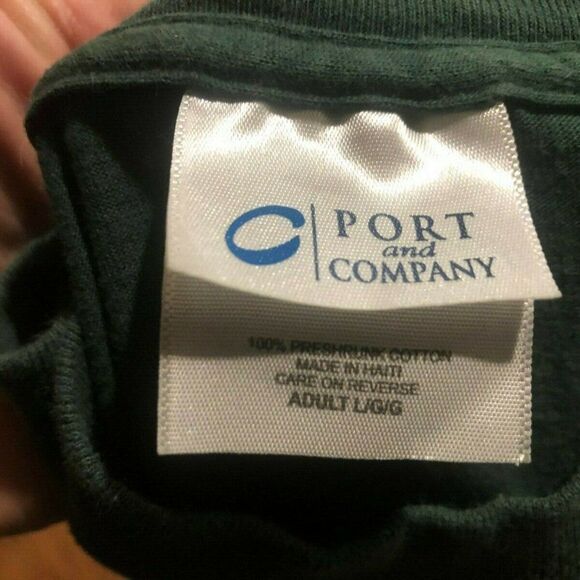 PORT
and
COMPANY
100% PRESHRUNK COTTON
MADE IN HAITI
CARE ON REVERSE
ADULT L/G/G